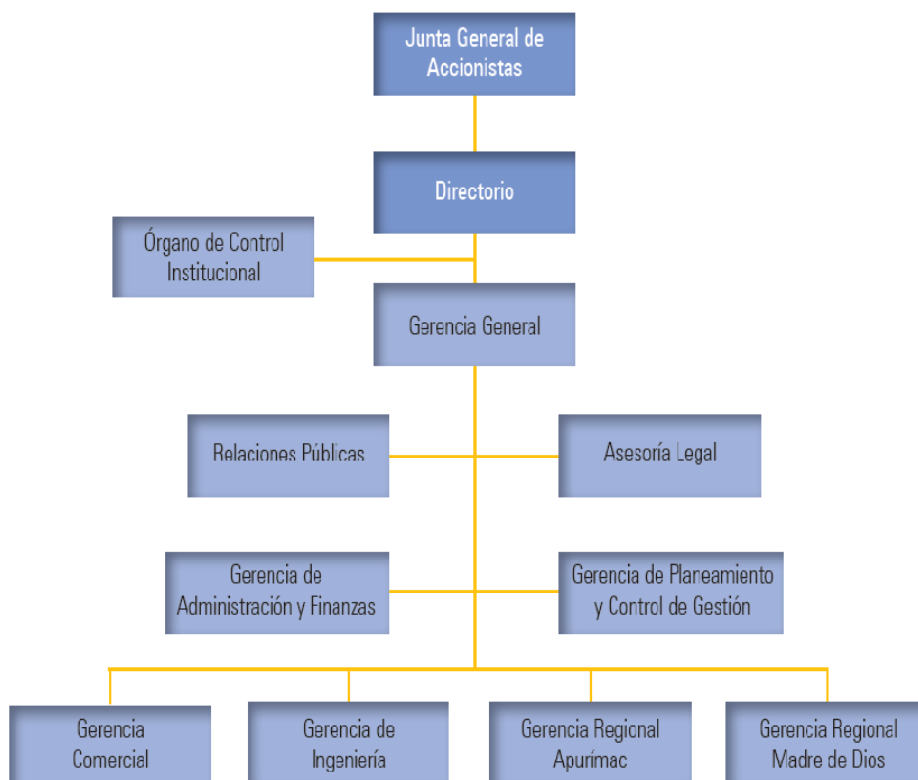 Junta General de
Accionistas
Directorio
Órgano de Control
Institucional
Gerencia General
Relaciones Públicas
Asesoría Legal
Gerencia de
Administración y Finanzas
Gerencia de Planeamiento
y Control de Gestión
Gerencia
Comercial
Gerencia de
Ingeniería
Gerencia Regional
Apurímac
Gerencia Regional
Madre de Dios